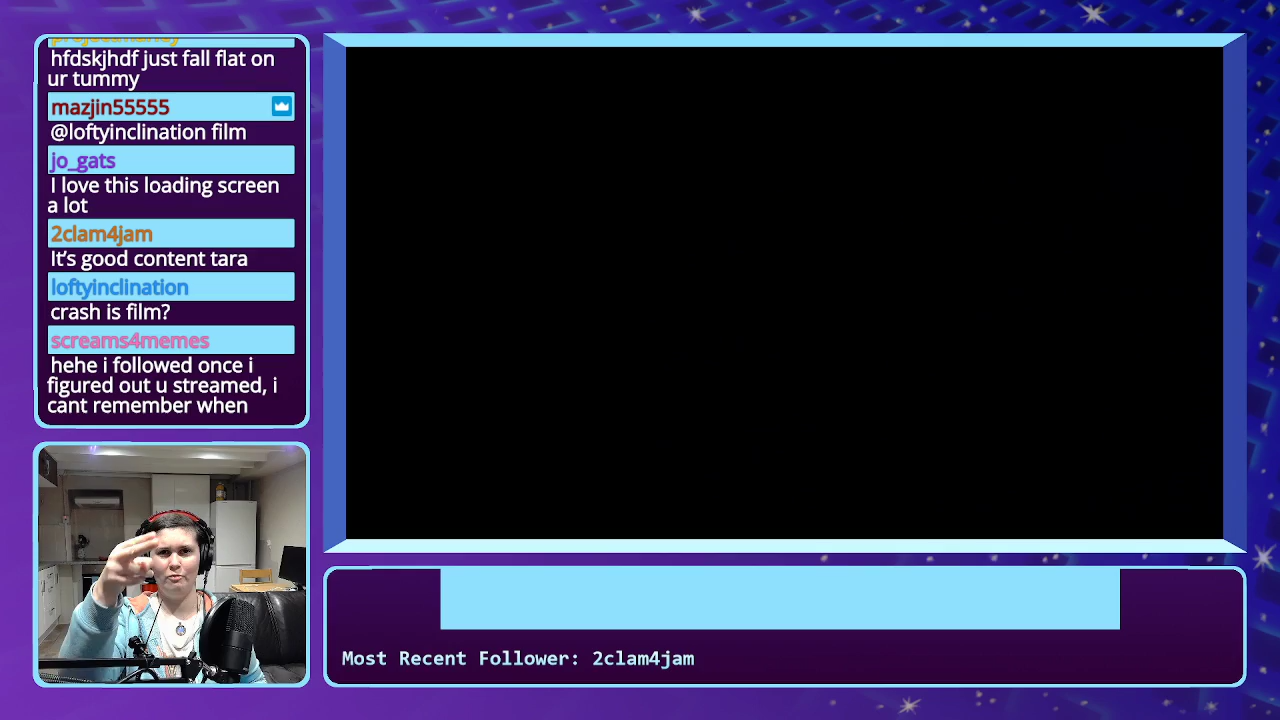 hfdskjhdf just fall flat on
ur tummy
mazjin55555
@loftyinclination film
jo_gats
I love this loading screen
a lot
2clam4jam
It's good content tara
loftyinclination
crash is film?
screams4memes
hehe i followed once i
figured out u streamed, i
cant remember when
Most Recent Follower: 2clam4jam